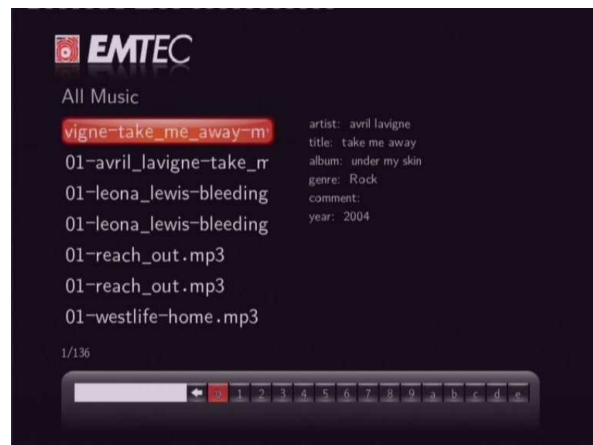 EMTEC
All Music
vigne-take_me_away-m
01-avril_lavigne-take_m
01-leona_lewis-bleeding
01-leona_lewis-bleeding
01-reach_out.mp3
01-reach_out.mp3
01-westlife-home.mp3
artist: avril lavigne
title: take me away
album: under my skin
genre: Rock
comment:
year: 2004
1/136
0 1 2 3 4 5 6 7 8 9 a b c d e